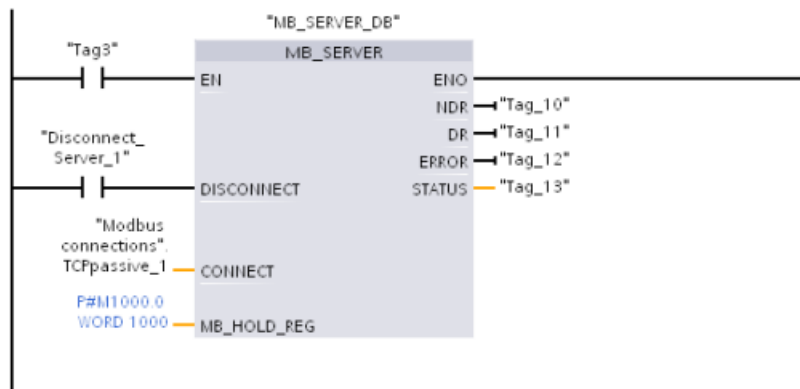 "MB_SERVER_DB"
"Tag3"
MB_SERVER
EN
ENO
NDR
"Tag_10"
DR
"Tag_11"
"Disconnect_
Server_1"
ERROR
"Tag_12"
DISCONNECT
STATUS
"Tag_13"
"Modbus
connections".
TCPpassive_1
CONNECT
P#M1000.0
WORD 1000
MB_HOLD_REG